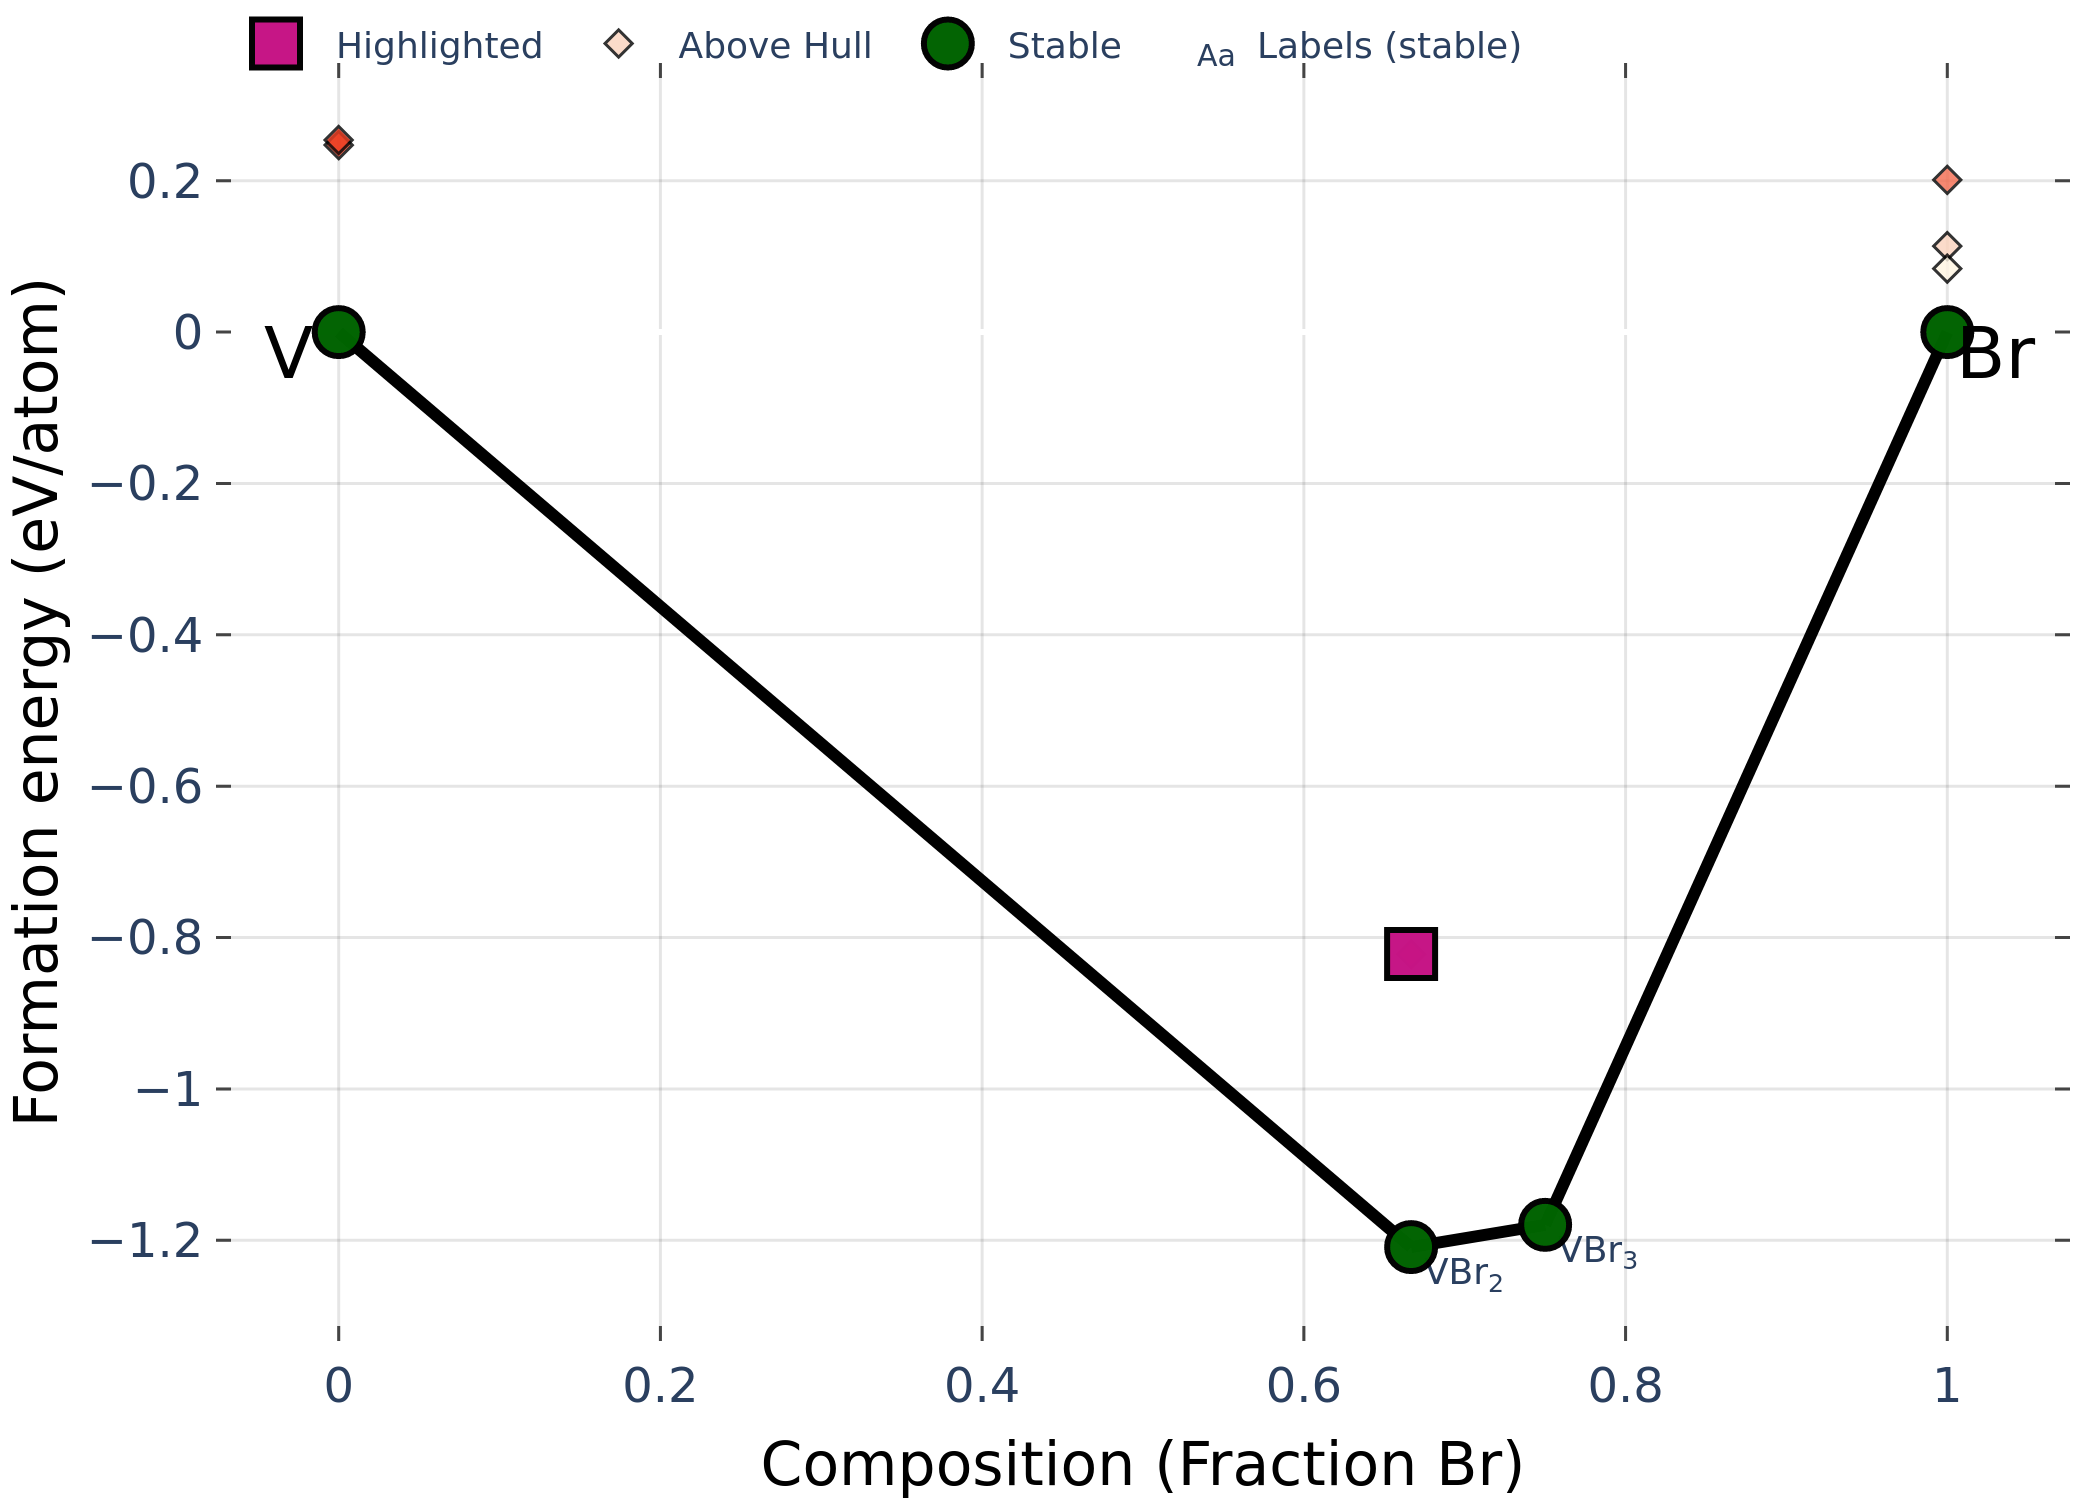 Highlighted Above Hull Stable Aa Labels (stable)
0.2
0
−0.2
−0.4
−0.6
−0.8
−1
−1.2
Formation energy (eV/atom)
V
Br
VBr₂
VBr₃
0 0.2 0.4 0.6 0.8 1
Composition (Fraction Br)